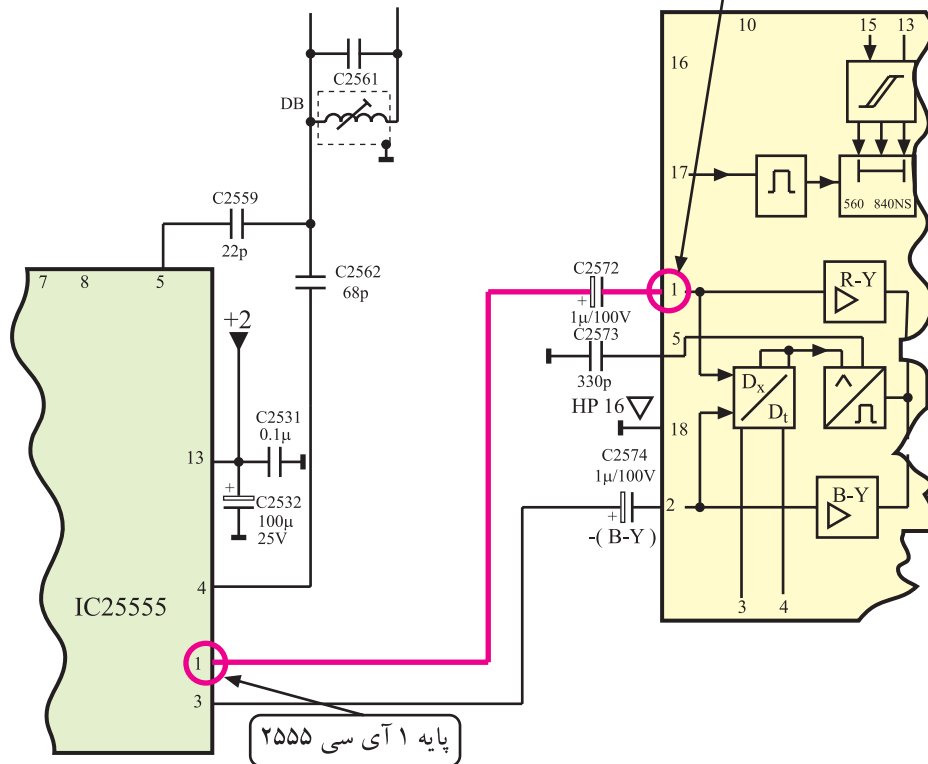 10
15
13
16
C2561
DB
17
560
840NS
C2559
22p
7
8
5
C2562
68p
C2572
1
R-Y
+
1µ/100V
C2573
5
+2
330p
Dx
Dt
HP 16
18
C2531
0.1µ
13
C2574
1µ/100V
+
C2532
100µ
25V
2
B-Y
+
-( B-Y )
4
IC25555
3
4
1
3
پایه ۱ آی سی ۲۵۵۵